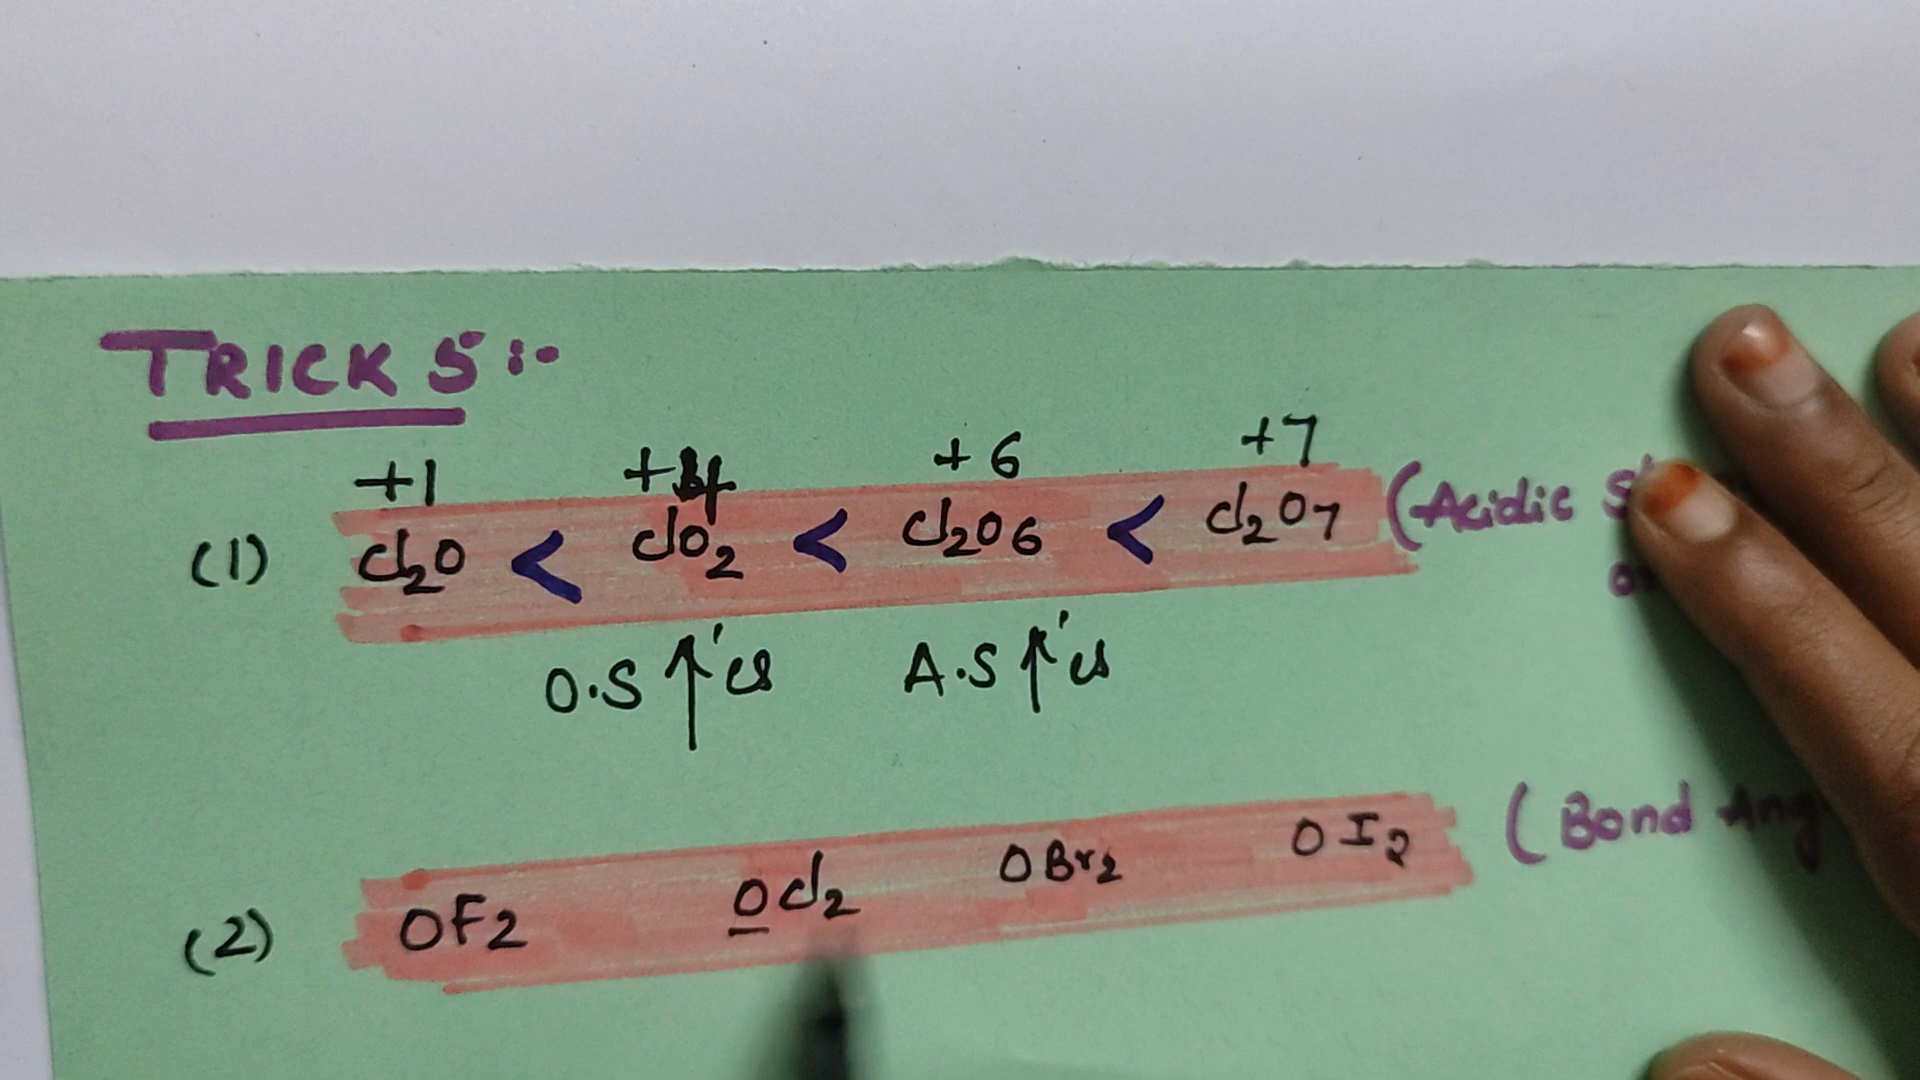 TRICK 5:-
+1 +4 +6 +7
(1) Cl2O < ClO2 < Cl2O6 < Cl2O7 (Acidic
O.S ↑'es A.S ↑'es
(2) OF2 OCl2 OBr2 OI2 (Bond